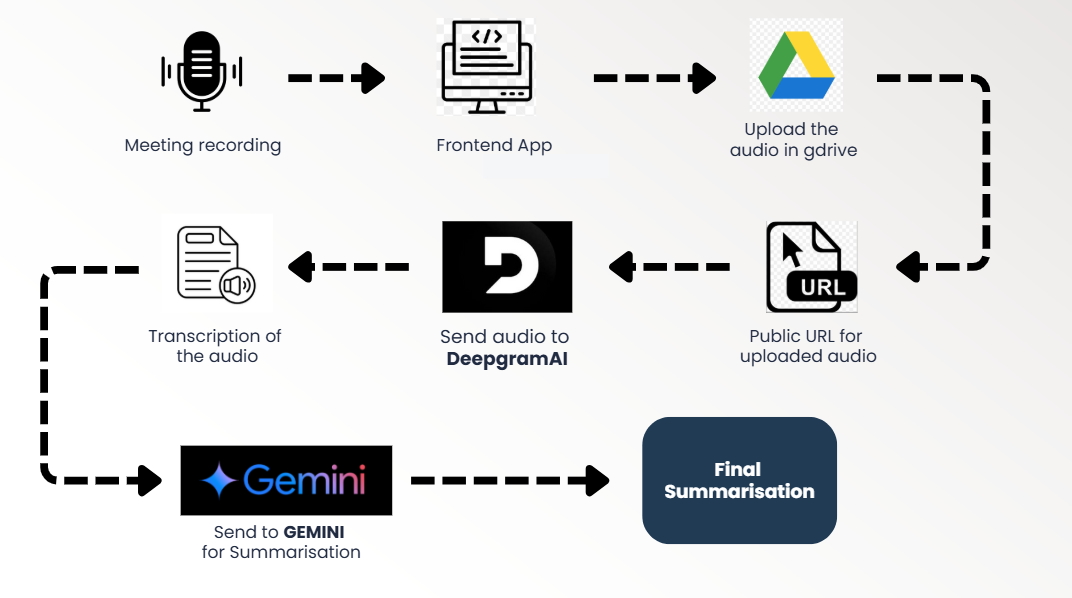 Meeting recording
</>
Frontend App
Upload the
audio in gdrive
Transcription of
the audio
Send audio to
DeepgramAI
URL
Public URL for
uploaded audio
Gemini
Send to GEMINI
for Summarisation
Final
Summarisation